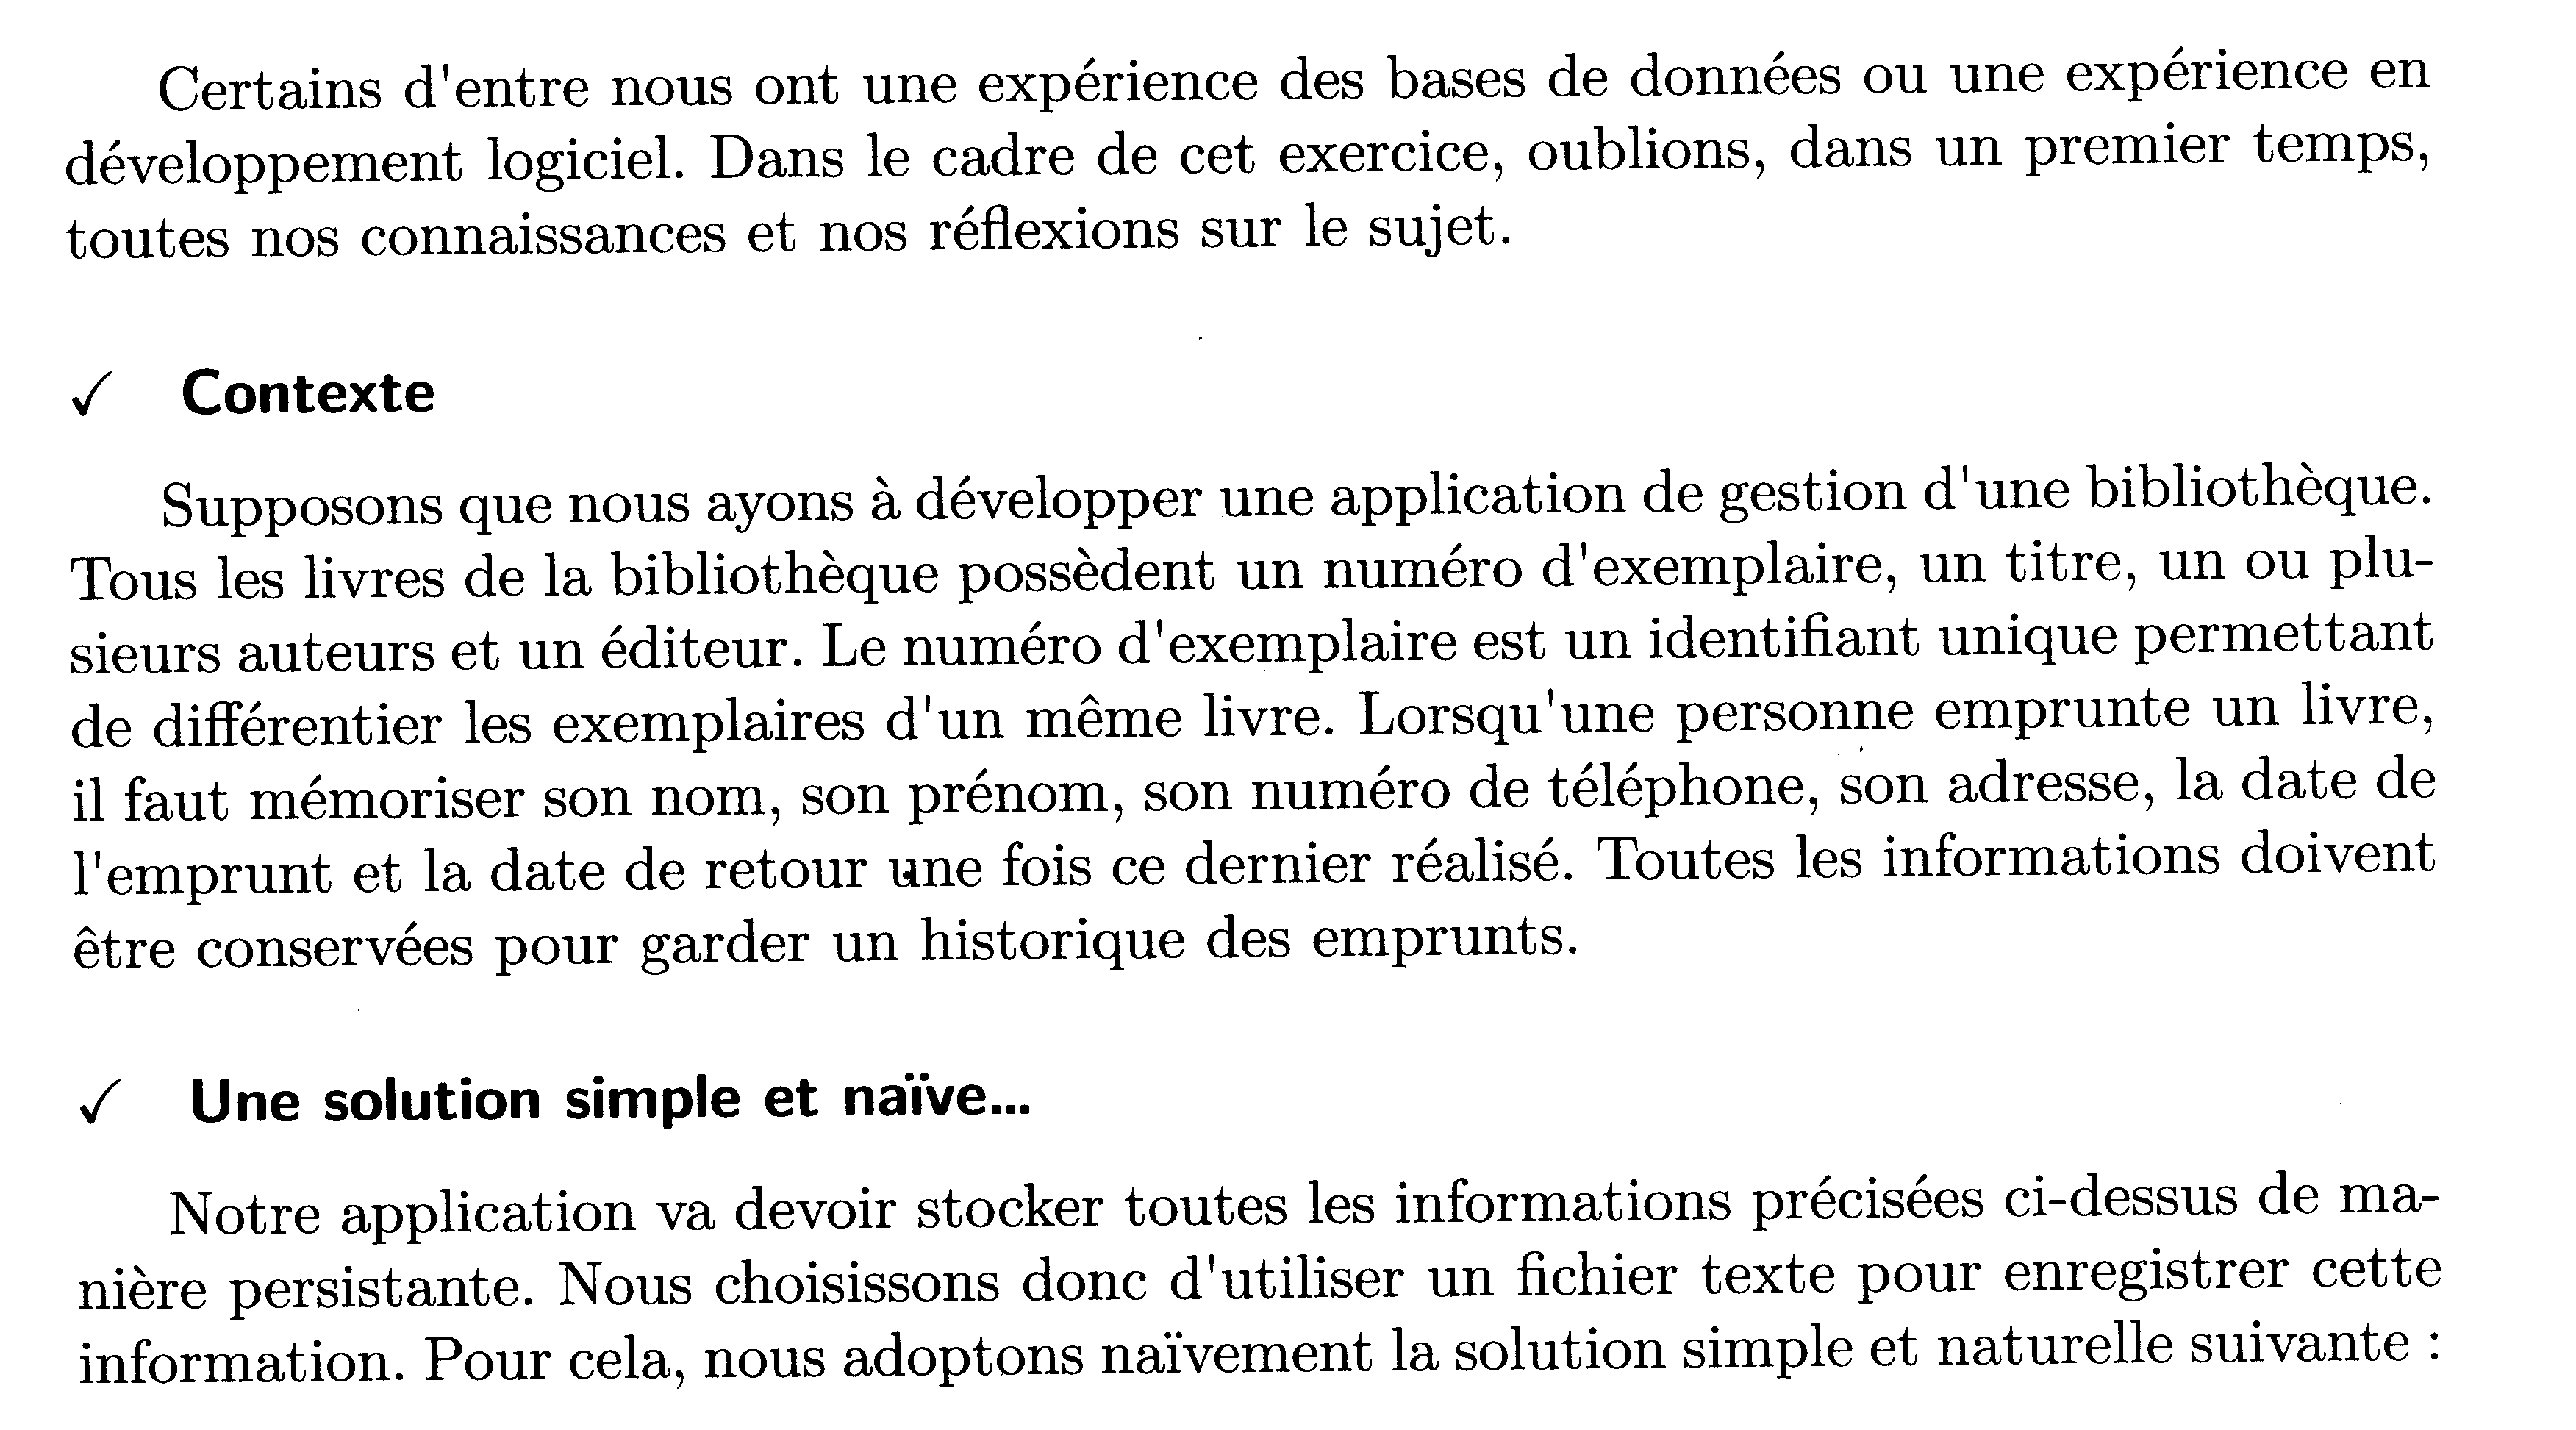 Certains d'entre nous ont une expérience des bases de données ou une expérience en
développement logiciel. Dans le cadre de cet exercice, oublions, dans un premier temps,
toutes nos connaissances et nos réflexions sur le sujet.
✓ Contexte
Supposons que nous ayons à développer une application de gestion d'une bibliothèque.
Tous les livres de la bibliothèque possèdent un numéro d'exemplaire, un titre, un ou plu-
sieurs auteurs et un éditeur. Le numéro d'exemplaire est un identifiant unique permettant
de différentier les exemplaires d'un même livre. Lorsqu'une personne emprunte un livre,
il faut mémoriser son nom, son prénom, son numéro de téléphone, son adresse, la date de
l'emprunt et la date de retour une fois ce dernier réalisé. Toutes les informations doivent
être conservées pour garder un historique des emprunts.
✓ Une solution simple et naïve...
Notre application va devoir stocker toutes les informations précisées ci-dessus de ma-
nière persistante. Nous choisissons donc d'utiliser un fichier texte pour enregistrer cette
information. Pour cela, nous adoptons naïvement la solution simple et naturelle suivante :